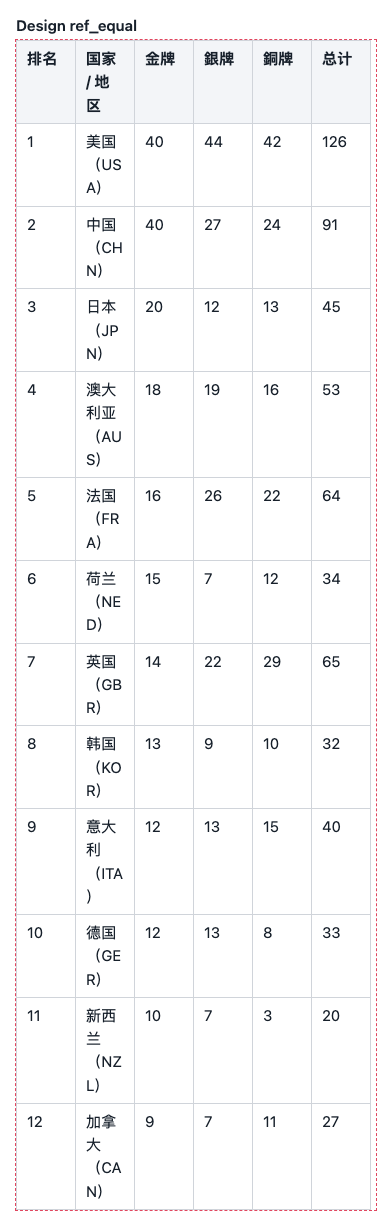 Design ref_equal
排名 国家 金牌 銀牌 銅牌 总计
/ 地
区
1 美国 40 44 42 126
（US
A）
2 中国 40 27 24 91
（CH
N）
3 日本 20 12 13 45
（JP
N）
4 澳大 18 19 16 53
利亚
（AU
S）
5 法国 16 26 22 64
（FR
A）
6 荷兰 15 7 12 34
（NE
D）
7 英国 14 22 29 65
（GB
R）
8 韩国 13 9 10 32
（KO
R）
9 意大 12 13 15 40
利
（ITA
）
10 德国 12 13 8 33
（GE
R）
11 新西 10 7 3 20
兰
（NZ
L）
12 加拿 9 7 11 27
大
（CA
N）